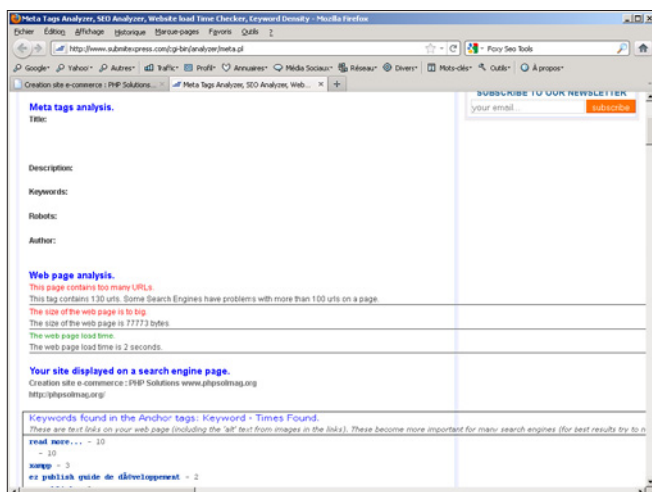 Meta Tags Analyzer, SEO Analyzer, Website load Time Checker, Keyword Density - Mozilla Firefox
Fichier Édition Affichage Historique Marque-pages Favoris Outils ?
http://www.submitexpress.com/cgi-bin/analyzer/meta.pl
Foxy Seo Tools
Google Yahoo Autres Trafic Profil Annuaires Média Sociaux Réseau Divers Mots-clés Outils À propos
Creation site e-commerce : PHP Solutions...
Meta Tags Analyzer, SEO Analyzer, Web...
SUBSCRIBE TO OUR NEWSLETTER
your email...
subscribe
Meta tags analysis.
Title:
Description:
Keywords:
Robots:
Author:
Web page analysis.
This page contains too many URLs.
This tag contains 130 urls. Some Search Engines have problems with more than 100 urls on a page.
The size of the web page is to big.
The size of the web page is 77773 bytes.
The web page load time.
The web page load time is 2 seconds.
Your site displayed on a search engine page.
Creation site e-commerce : PHP Solutions www.phpsolmag.org
http://phpsolmag.org/
Keywords found in the Anchor tags: Keyword - Times Found.
These are text links on your web page (including the 'alt' text from images in the links). These become more important for many search engines (for best results try to
read more... - 10
- 10
xampp - 3
ez publish guide de dÃ©veloppement - 2